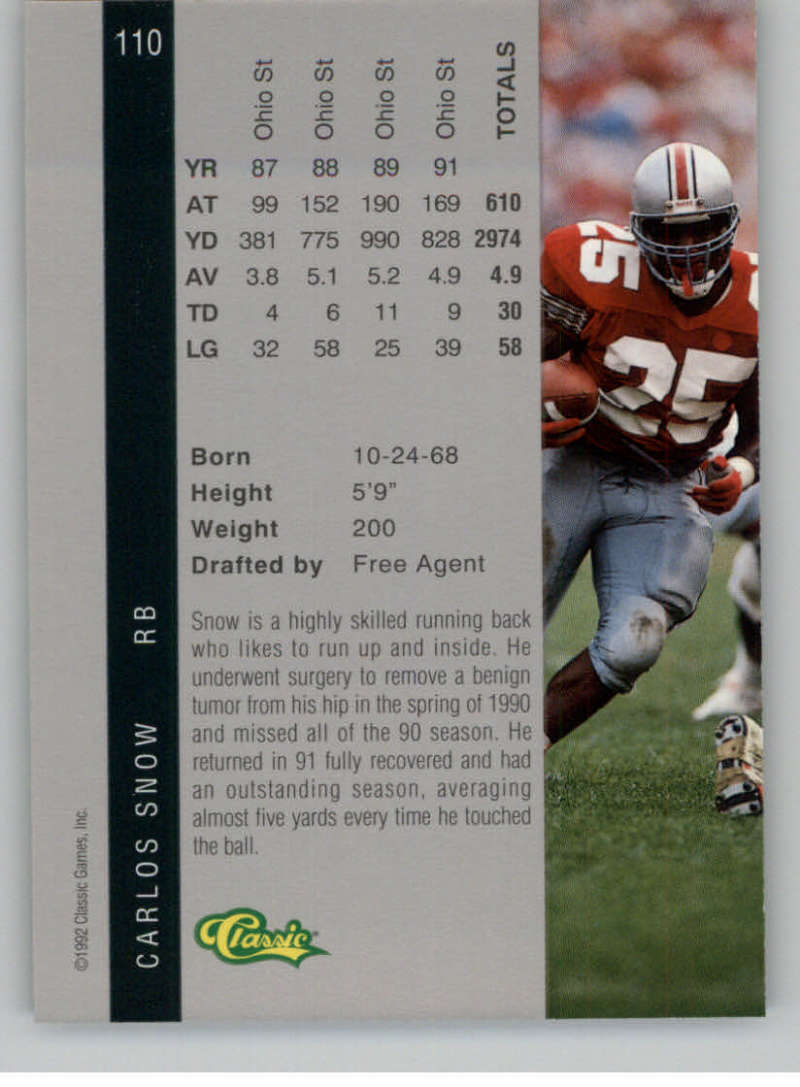 110
Ohio St Ohio St Ohio St Ohio St TOTALS
YR 87 88 89 91
AT 99 152 190 169 610
YD 381 775 990 828 2974
AV 3.8 5.1 5.2 4.9 4.9
TD 4 6 11 9 30
LG 32 58 25 39 58
Born 10-24-68
Height 5'9"
Weight 200
Drafted by Free Agent
Snow is a highly skilled running back
who likes to run up and inside. He
underwent surgery to remove a benign
tumor from his hip in the spring of 1990
and missed all of the 90 season. He
returned in 91 fully recovered and had
an outstanding season, averaging
almost five yards every time he touched
the ball.
Classic™
CARLOS SNOW RB
©1992 Classic Games, Inc.
25
25